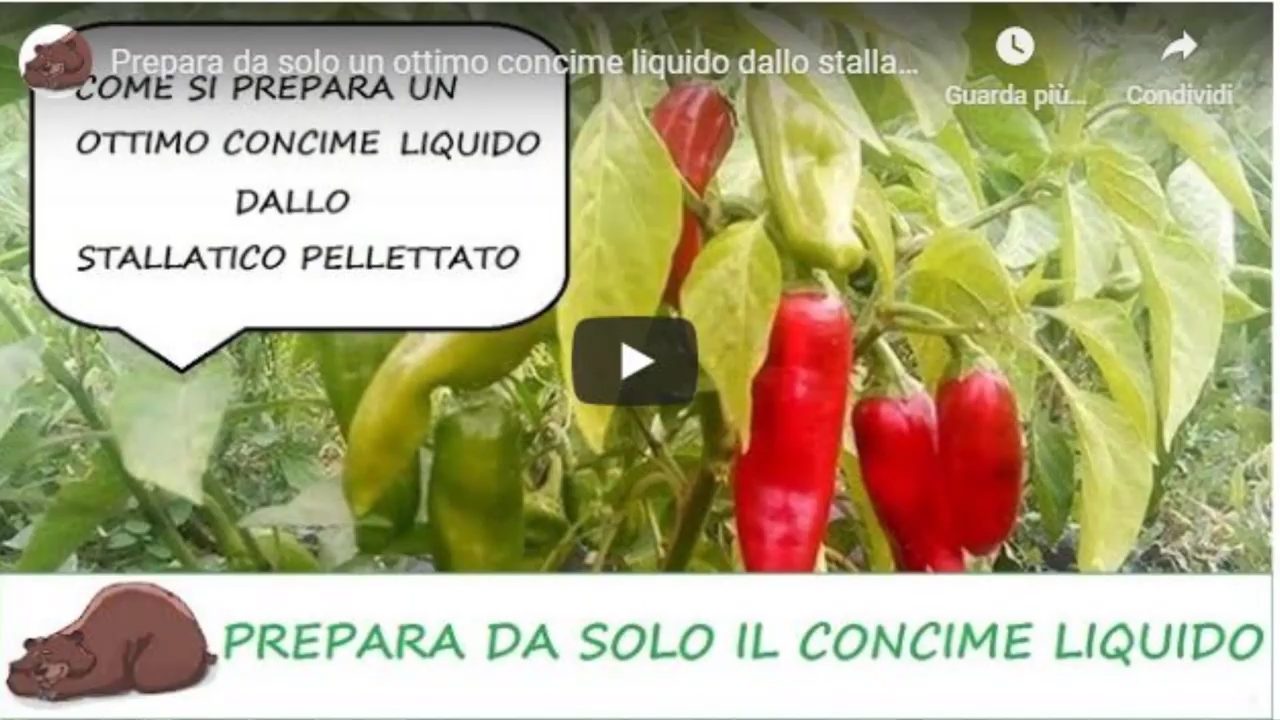 Prepara da solo un ottimo concime liquido dallo stalla...
Guarda più...
Condividi
COME SI PREPARA UN
OTTIMO CONCIME LIQUIDO
DALLO
STALLATICO PELLETTATO
PREPARA DA SOLO IL CONCIME LIQUIDO